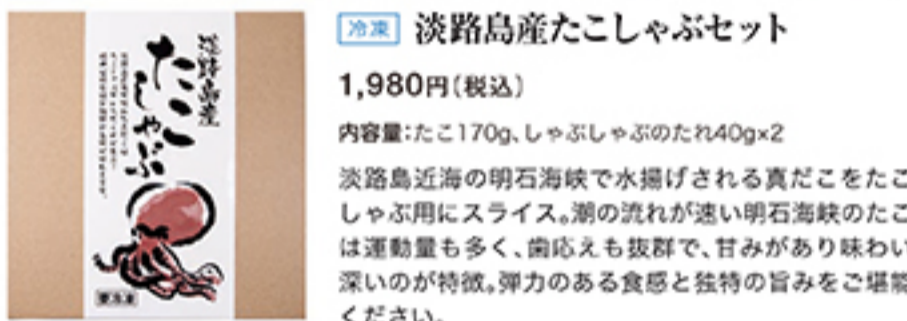 淡路島産
たこ
しゃぶ
要冷凍
冷凍 淡路島産たこしゃぶセット
1,980円(税込)
内容量:たこ170g、しゃぶしゃぶのたれ40g×2
淡路島近海の明石海峡で水揚げされる真だこをたこ
しゃぶ用にスライス。潮の流れが速い明石海峡のたこ
は運動量も多く、歯応えも抜群で、甘みがあり味わい
深いのが特徴。弾力のある食感と独特の旨みをご堪能
ください。